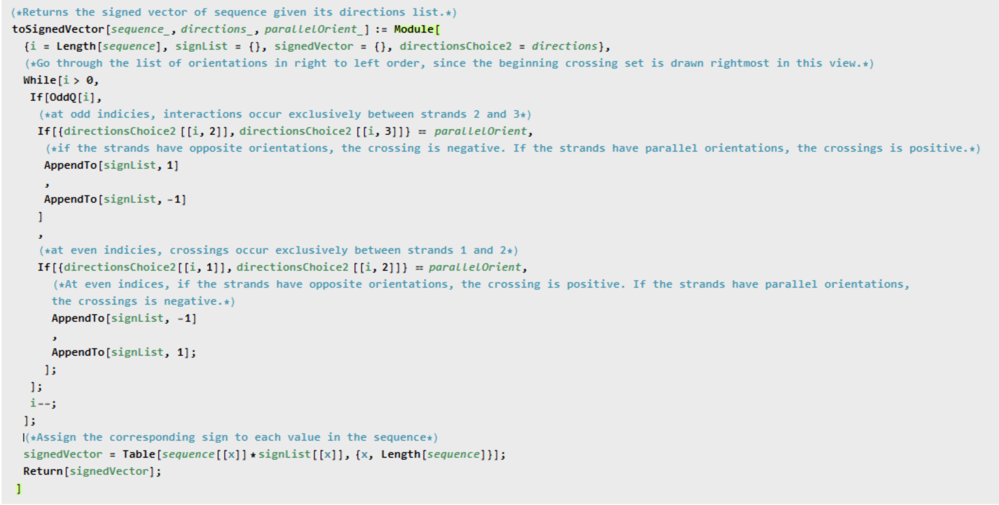 (*Returns the signed vector of sequence given its directions list.*)
toSignedVector[sequence_, directions_, parallelOrient_] := Module[
{i = Length[sequence], signList = {}, signedVector = {}, directionsChoice2 = directions},
(*Go through the list of orientations in right to left order, since the beginning crossing set is drawn rightmost in this view.*)
While[i > 0,
If[OddQ[i],
(*at odd indicies, interactions occur exclusively between strands 2 and 3*)
If[{directionsChoice2 [[i, 2]], directionsChoice2 [[i, 3]]} == parallelOrient,
(*if the strands have opposite orientations, the crossing is negative. If the strands have parallel orientations, the crossings is positive.*)
AppendTo[signList, 1]
,
AppendTo[signList, -1]
]
,
(*at even indicies, crossings occur exclusively between strands 1 and 2*)
If[{directionsChoice2[[i, 1]], directionsChoice2 [[i, 2]]} == parallelOrient,
(*At even indices, if the strands have opposite orientations, the crossing is positive. If the strands have parallel orientations,
the crossings is negative.*)
AppendTo[signList, -1]
,
AppendTo[signList, 1];
];
];
i--;
];
(*Assign the corresponding sign to each value in the sequence*)
signedVector = Table[sequence[[x]] * signList[[x]], {x, Length[sequence]}];
Return[signedVector];
]